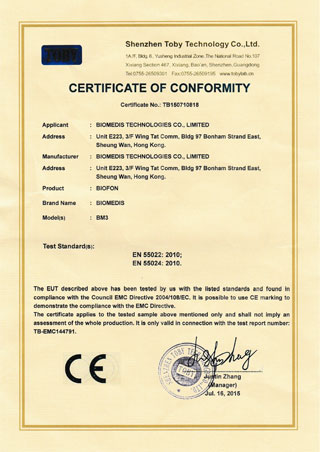 TOBY
Shenzhen Toby Technology Co.,Ltd.
1A/F, Bldg.6, Yusheng Industrial Zone,The National Road No.107
Xixiang Section 467, Xixiang, Bao'an, Shenzhen, Guangdong
Tel:0755-26509301 Fax:0755-26509195 www.tobylab.cn
CERTIFICATE OF CONFORMITY
Certificate No.: TB150710818
Applicant : BIOMEDIS TECHNOLOGIES CO., LIMITED
Address : Unit E223, 3/F Wing Tat Comm, Bldg 97 Bonham Strand East,
Sheung Wan, Hong Kong.
Manufacturer : BIOMEDIS TECHNOLOGIES CO., LIMITED
Address : Unit E223, 3/F Wing Tat Comm, Bldg 97 Bonham Strand East,
Sheung Wan, Hong Kong.
Product : BIOFON
Brand Name : BIOMEDIS
Model(s) : BM3
Test Standard(s):
EN 55022: 2010;
EN 55024: 2010.
The EUT described above has been tested by us with the listed standards and found in
compliance with the Council EMC Directive 2004/108/EC. It is possible to use CE marking to
demonstrate the compliance with the EMC Directive.
The certificate applies to the tested sample above mentioned only and shall not imply an
assessment of the whole production. It is only valid in connection with the test report number:
TB-EMC144791.
CE
Justin Zhang
(Manager)
Jul. 16, 2015